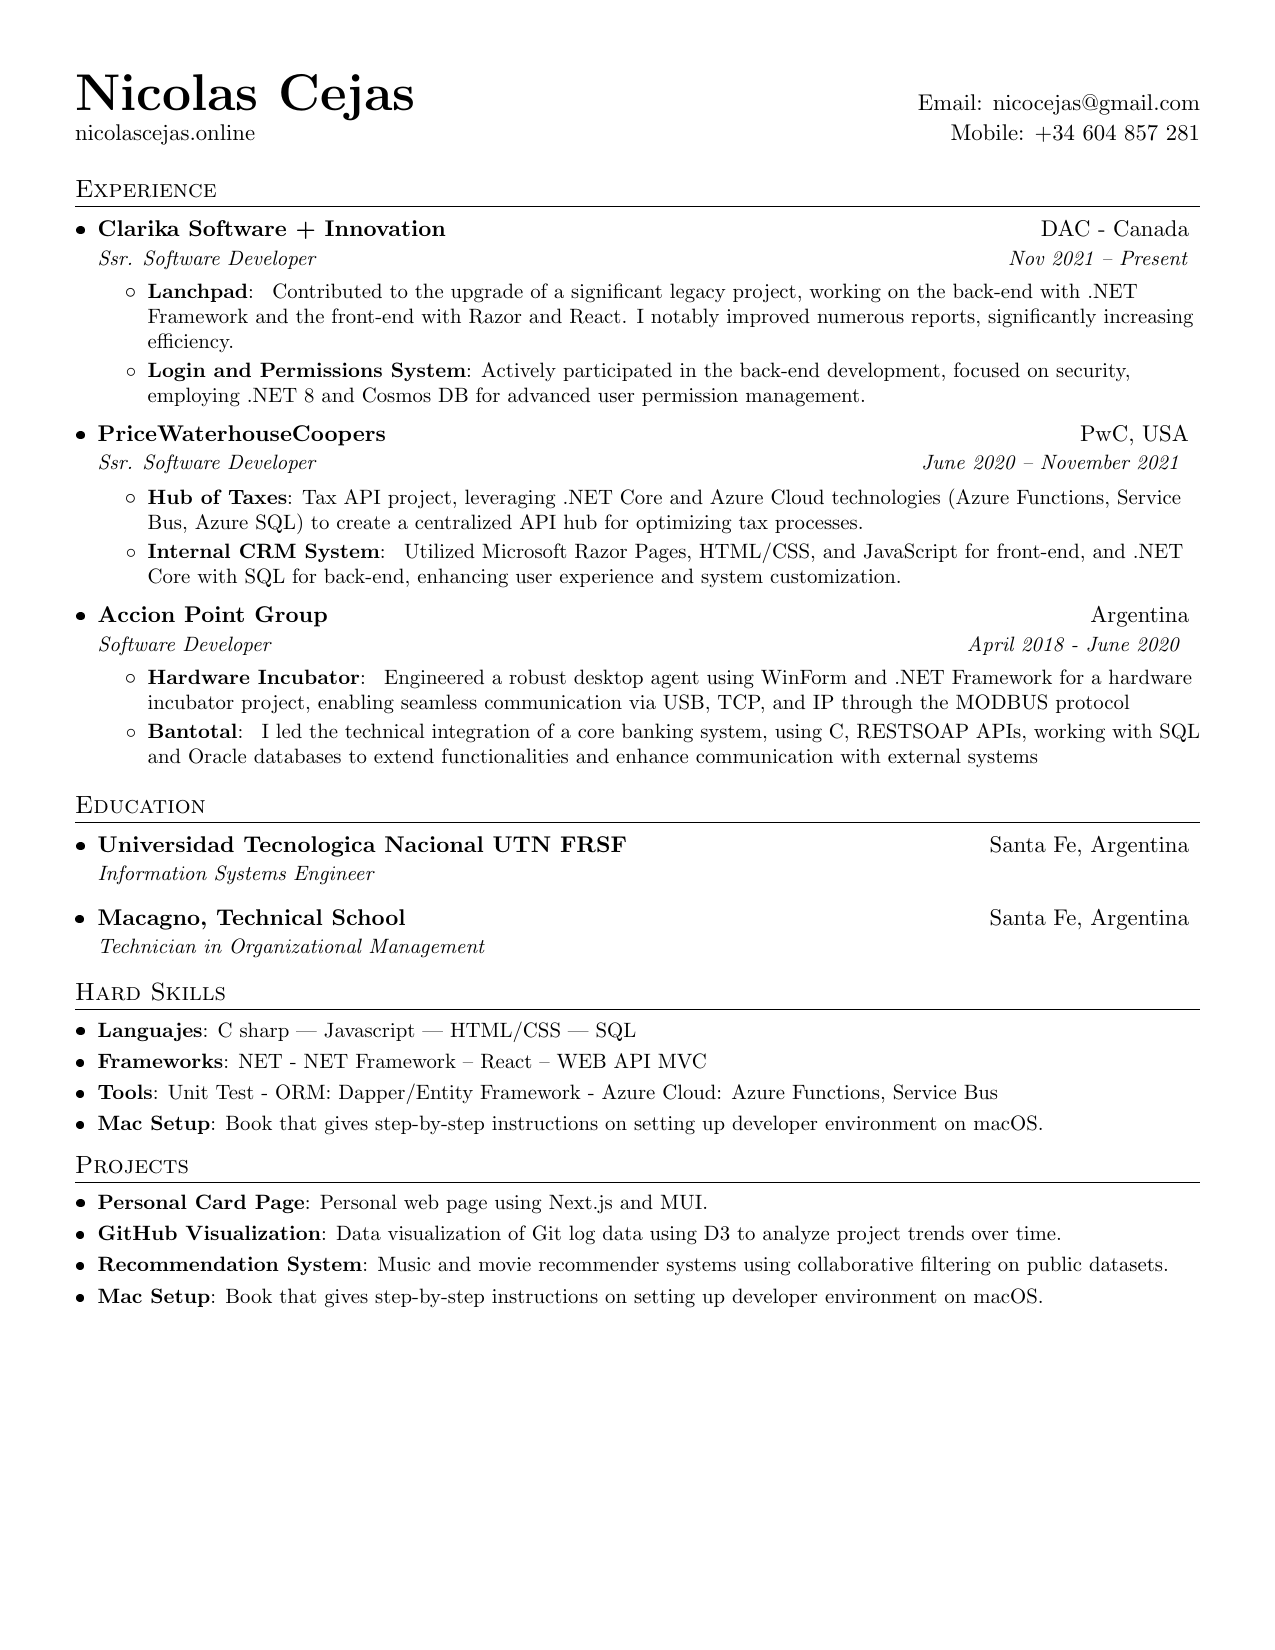 Nicolas Cejas
nicolascejas.online
Email: nicocejas@gmail.com
Mobile: +34 604 857 281
Experience
• Clarika Software + Innovation DAC - Canada
Ssr. Software Developer Nov 2021 – Present
◦ Lanchpad: Contributed to the upgrade of a significant legacy project, working on the back-end with .NET
Framework and the front-end with Razor and React. I notably improved numerous reports, significantly increasing
efficiency.
◦ Login and Permissions System: Actively participated in the back-end development, focused on security,
employing .NET 8 and Cosmos DB for advanced user permission management.
• PriceWaterhouseCoopers PwC, USA
Ssr. Software Developer June 2020 – November 2021
◦ Hub of Taxes: Tax API project, leveraging .NET Core and Azure Cloud technologies (Azure Functions, Service
Bus, Azure SQL) to create a centralized API hub for optimizing tax processes.
◦ Internal CRM System: Utilized Microsoft Razor Pages, HTML/CSS, and JavaScript for front-end, and .NET
Core with SQL for back-end, enhancing user experience and system customization.
• Accion Point Group Argentina
Software Developer April 2018 - June 2020
◦ Hardware Incubator: Engineered a robust desktop agent using WinForm and .NET Framework for a hardware
incubator project, enabling seamless communication via USB, TCP, and IP through the MODBUS protocol
◦ Bantotal: I led the technical integration of a core banking system, using C, RESTSOAP APIs, working with SQL
and Oracle databases to extend functionalities and enhance communication with external systems
Education
• Universidad Tecnologica Nacional UTN FRSF Santa Fe, Argentina
Information Systems Engineer
• Macagno, Technical School Santa Fe, Argentina
Technician in Organizational Management
Hard Skills
• Languajes: C sharp — Javascript — HTML/CSS — SQL
• Frameworks: NET - NET Framework – React – WEB API MVC
• Tools: Unit Test - ORM: Dapper/Entity Framework - Azure Cloud: Azure Functions, Service Bus
• Mac Setup: Book that gives step-by-step instructions on setting up developer environment on macOS.
Projects
• Personal Card Page: Personal web page using Next.js and MUI.
• GitHub Visualization: Data visualization of Git log data using D3 to analyze project trends over time.
• Recommendation System: Music and movie recommender systems using collaborative filtering on public datasets.
• Mac Setup: Book that gives step-by-step instructions on setting up developer environment on macOS.